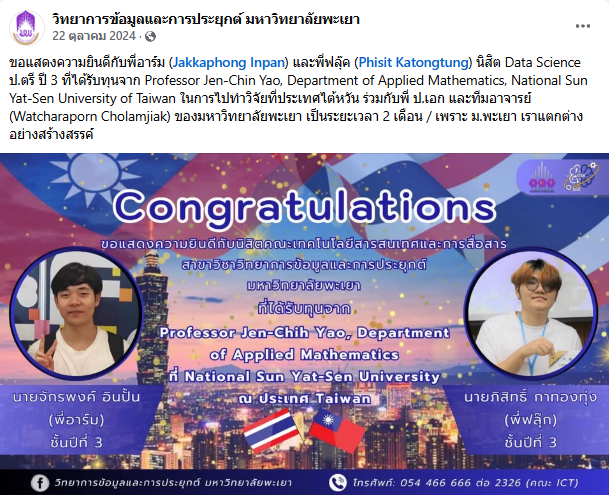 วิทยาการข้อมูลและการประยุกต์ มหาวิทยาลัยพะเยา
22 ตุลาคม 2024
ขอแสดงความยินดีกับพี่อาร์ม (Jakkaphong Inpan) และพี่ฟลุ๊ค (Phisit Katongtung) นิสิต Data Science
ป.ตรี ปี 3 ที่ได้รับทุนจาก Professor Jen-Chin Yao, Department of Applied Mathematics, National Sun
Yat-Sen University of Taiwan ในการไปทำวิจัยที่ประเทศไต้หวัน ร่วมกับพี่ ป.เอก และทีมอาจารย์
(Watcharaporn Cholamjiak) ของมหาวิทยาลัยพะเยา เป็นระยะเวลา 2 เดือน / เพราะ ม.พะเยา เราแตกต่าง
อย่างสร้างสรรค์
Congratulations
ขอแสดงความยินดีกับนิสิตคณะเทคโนโลยีสารสนเทศและการสื่อสาร
สาขาวิชาวิทยาการข้อมูลและการประยุกต์
มหาวิทยาลัยพะเยา
ที่ได้รับทุนจาก
Professor Jen-Chih Yao, Department
of Applied Mathematics
ที่ National Sun Yat-Sen University
ณ ประเทศ Taiwan
นายจักรพงค์ อินปั่น
(พี่อาร์ม)
ชั้นปีที่ 3
นายภิสิทธิ์ กาทองทุ่ง
(พี่ฟลุ๊ก)
ชั้นปีที่ 3
วิทยาการข้อมูลและการประยุกต์ มหาวิทยาลัยพะเยา
โทรศัพท์: 054 466 666 ต่อ 2326 (คณะ ICT)